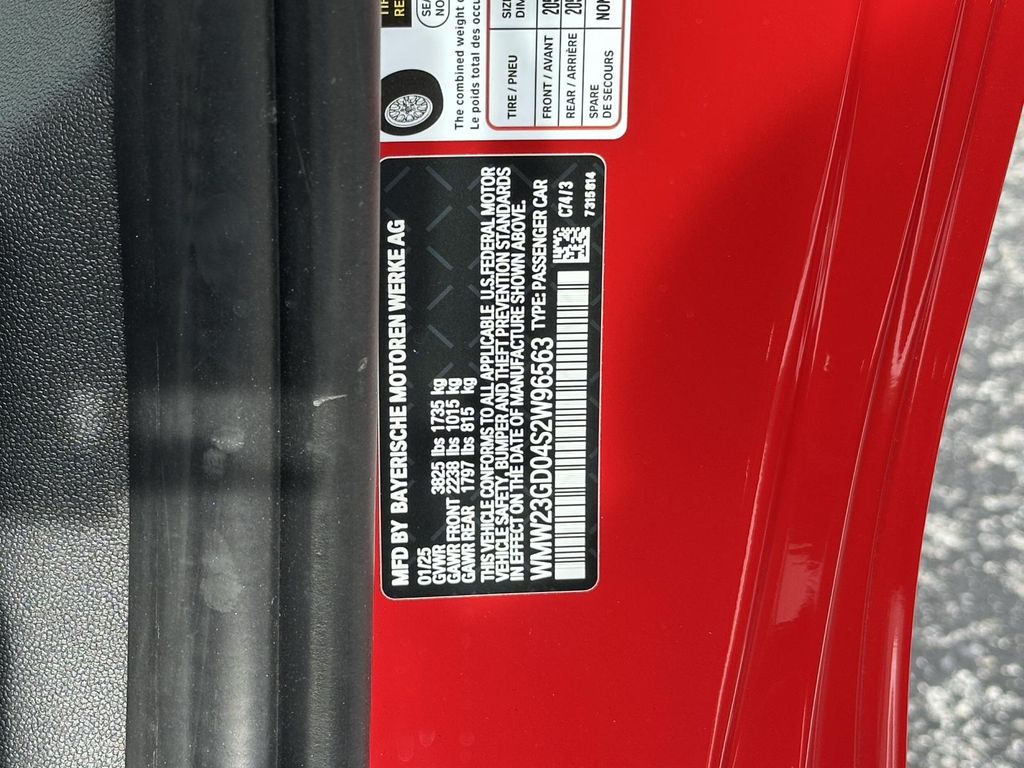 TIRE / PNEU
FRONT / AVANT
REAR / ARRIÈRE
SPARE
DE SECOURS
The combined weight
Le poids total des
MFD BY BAYERISCHE MOTOREN WERKE AG
01/25
GVWR 3825 lbs 1735 kg
GAWR FRONT 2238 lbs 1015 kg
GAWR REAR 1797 lbs 815 kg
THIS VEHICLE CONFORMS TO ALL APPLICABLE U.S.FEDERAL MOTOR
VEHICLE SAFETY, BUMPER AND THEFT PREVENTION STANDARDS
IN EFFECT ON THE DATE OF MANUFACTURE SHOWN ABOVE.
WMW23GD04S2W96563 TYPE: PASSENGER CAR
C74/3
7315814